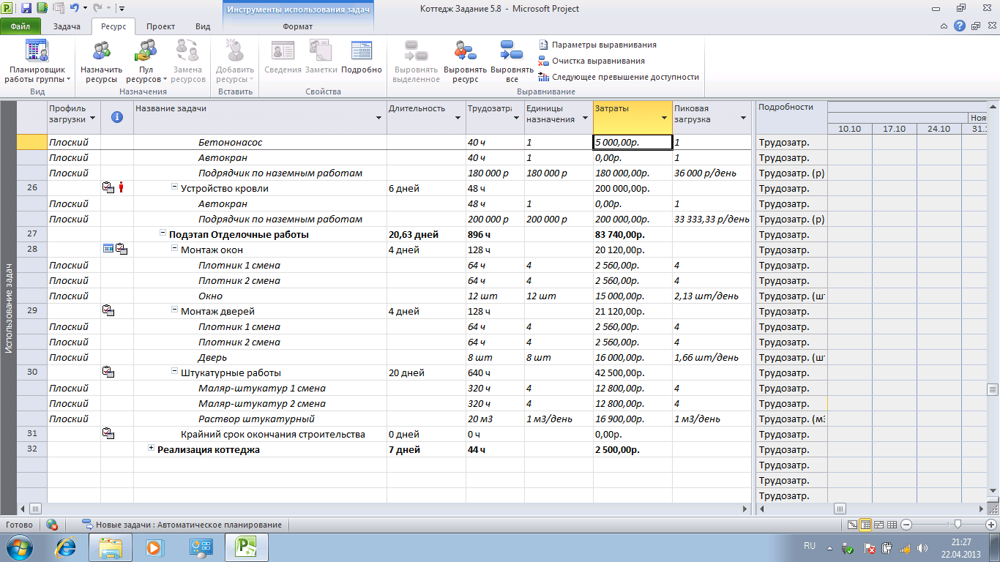 Инструменты использования задач
Коттедж Задание 5.8 - Microsoft Project
Файл Задача Ресурс Проект Вид Формат
Планировщик работы группы
Назначить ресурсы
Пул ресурсов
Замена ресурсов
Добавить ресурсы
Сведения Заметки Подробно
Выровнять выделенное
Выровнять ресурс
Выровнять все
Параметры выравнивания
Очистка выравнивания
Следующее превышение доступности
Вид Назначения Вставить Свойства Выравнивание
Профиль загрузки Название задачи Длительность Трудозатра Единицы назначения Затраты Пиковая загрузка Подробности
Ноя
10.10 17.10 24.10 31.1
Плоский Бетононасос 40 ч 1 5 000,00р. 1 Трудозатр.
Плоский Автокран 40 ч 1 0,00р. 1 Трудозатр.
Плоский Подрядчик по наземным работам 180 000 р 180 000 р 180 000,00р. 36 000 р/день Трудозатр. (р)
26 Устройство кровли 6 дней 48 ч 200 000,00р. Трудозатр.
Плоский Автокран 48 ч 1 0,00р. 1 Трудозатр.
Плоский Подрядчик по наземным работам 200 000 р 200 000 р 200 000,00р. 33 333,33 р/день Трудозатр. (р)
27 Подэтап Отделочные работы 20,63 дней 896 ч 83 740,00р. Трудозатр.
28 Монтаж окон 4 дней 128 ч 20 120,00р. Трудозатр.
Плоский Плотник 1 смена 64 ч 4 2 560,00р. 4 Трудозатр.
Плоский Плотник 2 смена 64 ч 4 2 560,00р. 4 Трудозатр.
Плоский Окно 12 шт 12 шт 15 000,00р. 2,13 шт/день Трудозатр. (шт
29 Монтаж дверей 4 дней 128 ч 21 120,00р. Трудозатр.
Плоский Плотник 1 смена 64 ч 4 2 560,00р. 4 Трудозатр.
Плоский Плотник 2 смена 64 ч 4 2 560,00р. 4 Трудозатр.
Плоский Дверь 8 шт 8 шт 16 000,00р. 1,66 шт/день Трудозатр. (шт
30 Штукатурные работы 20 дней 640 ч 42 500,00р. Трудозатр.
Плоский Маляр-штукатур 1 смена 320 ч 4 12 800,00р. 4 Трудозатр.
Плоский Маляр-штукатур 2 смена 320 ч 4 12 800,00р. 4 Трудозатр.
Плоский Раствор штукатурный 20 м3 1 м3/день 16 900,00р. 1 м3/день Трудозатр. (м3
31 Крайний срок окончания строительства 0 дней 0 ч 0,00р. Трудозатр.
32 Реализация коттеджа 7 дней 44 ч 2 500,00р. Трудозатр.
Трудозатр.
Трудозатр.
Трудозатр.
Использование задач
Готово Новые задачи : Автоматическое планирование
RU 21:27
22.04.2013